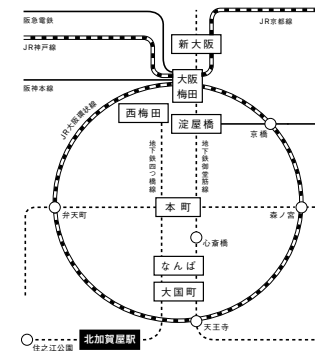 阪急電鉄
JR京都線
新大阪
JR神戸線
大阪
梅田
阪神本線
JR大阪環状線
西梅田
淀屋橋
京橋
地下鉄四つ橋線
地下鉄御堂筋線
本町
弁天町
森ノ宮
心斎橋
なんば
大国町
天王寺
北加賀屋駅
住之江公園